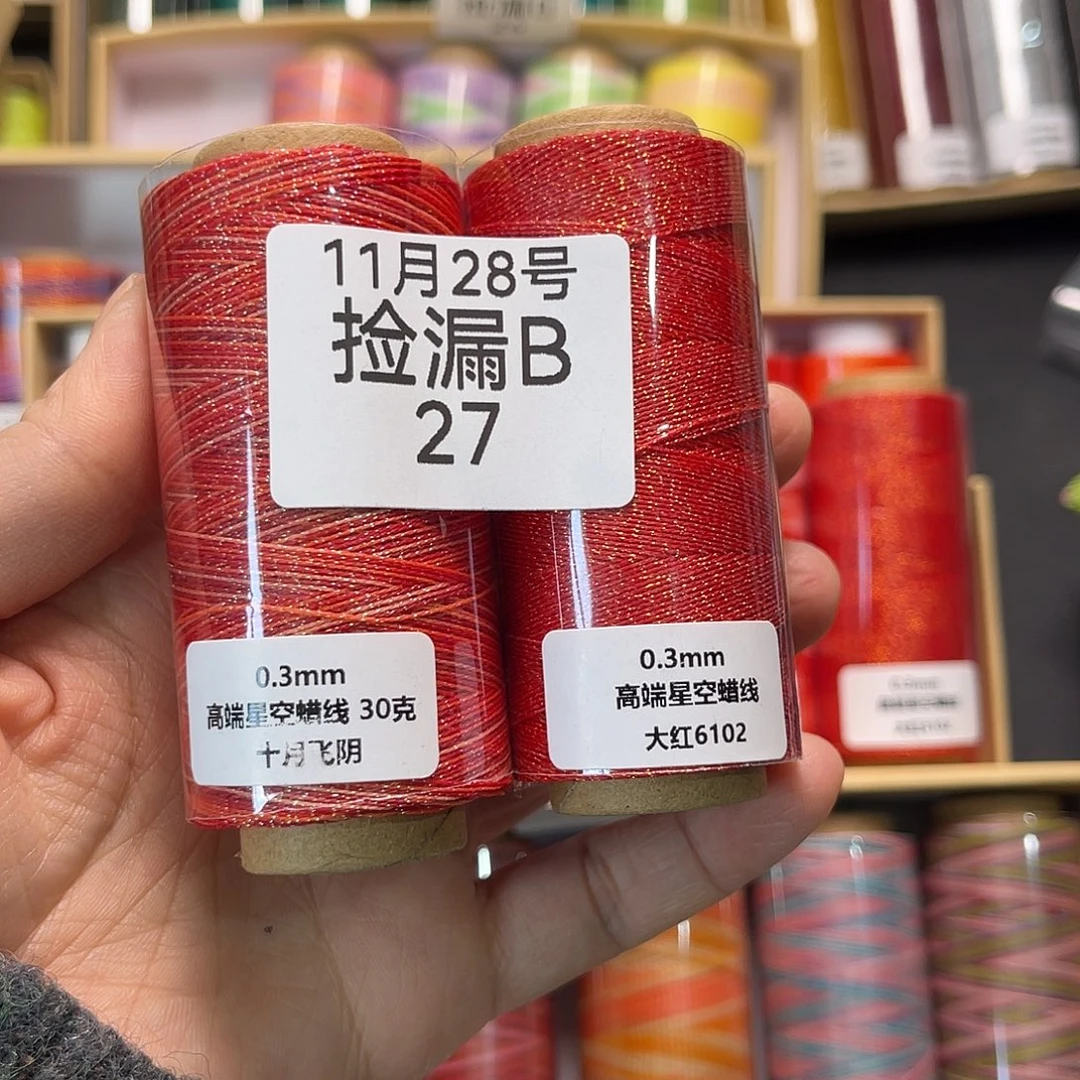 11月28号
捡漏B
27
0.3mm
高端星空蜡线 30克
十月飞阴
0.3mm
高端星空蜡线
大红6102